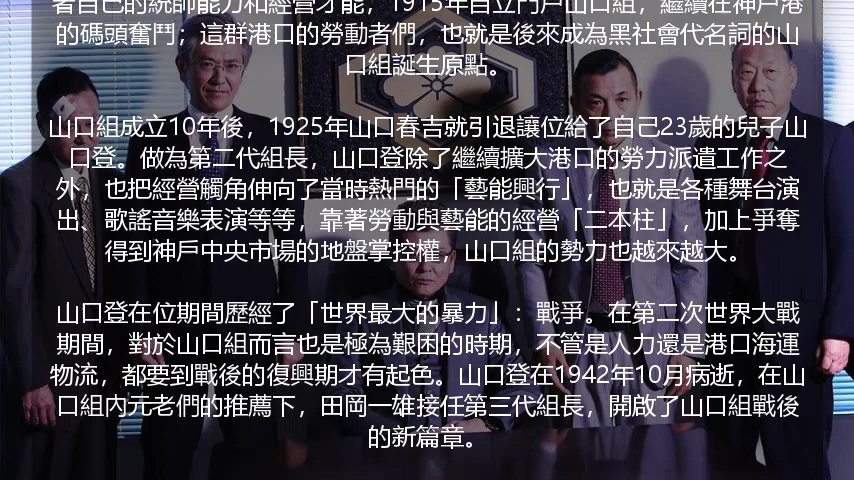 著自己的統帥能力和經營才能，1915年自立門戶山口組，繼續在神戶港
的碼頭奮鬥；這群港口的勞動者們，也就是後來成為黑社會代名詞的山
口組誕生原點。
山口組成立10年後，1925年山口春吉就引退讓位給了自己23歲的兒子山
口登。做為第二代組長，山口登除了繼續擴大港口的勞力派遣工作之
外，也把經營觸角伸向了當時熱門的「藝能興行」，也就是各種舞台演
出、歌謠音樂表演等等，靠著勞動與藝能的經營「二本柱」，加上爭奪
得到神戶中央市場的地盤掌控權，山口組的勢力也越來越大。
山口登在位期間歷經了「世界最大的暴力」：戰爭。在第二次世界大戰
期間，對於山口組而言也是極為艱困的時期，不管是人力還是港口海運
物流，都要到戰後的復興期才有起色。山口登在1942年10月病逝，在山
口組內元老們的推薦下，田岡一雄接任第三代組長，開啟了山口組戰後
的新篇章。